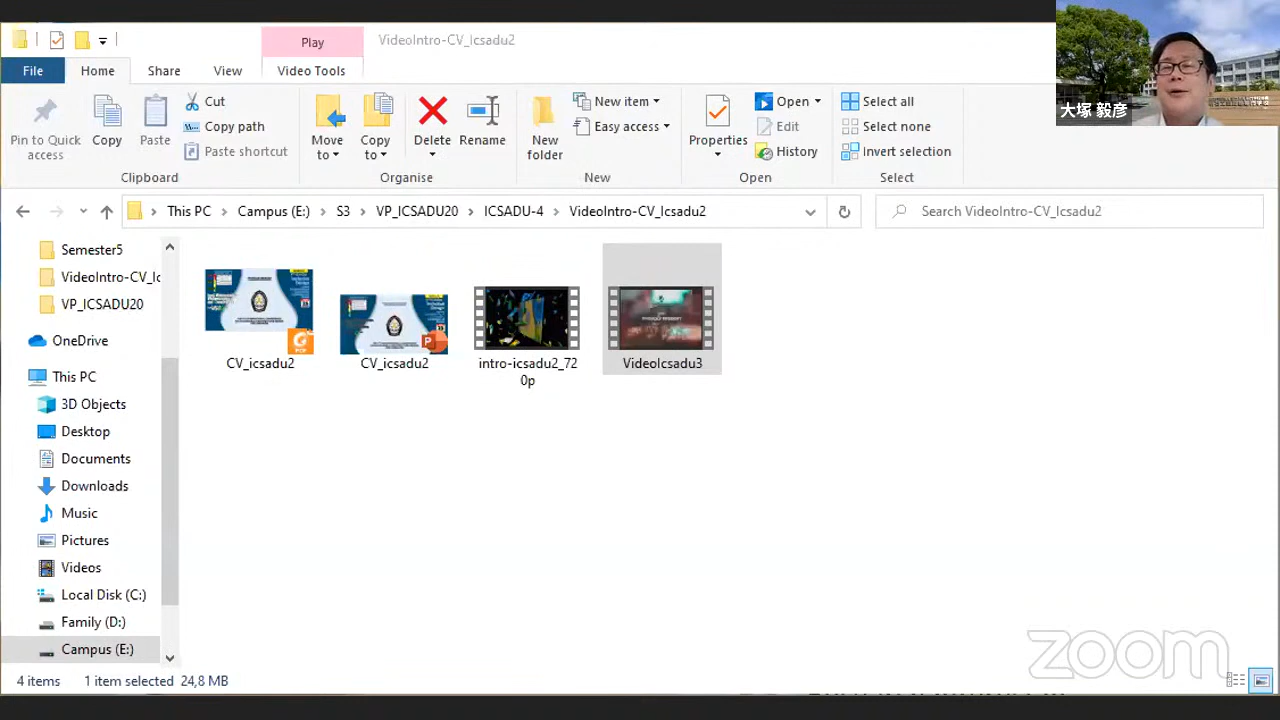 Play
VideoIntro-CV_icsadu2
File
Home
Share
View
Video Tools
Pin to Quick
access
Copy
Paste
Cut
Copy path
Paste shortcut
Clipboard
Move
to
Copy
to
Delete
Rename
Organise
New
folder
New item
Easy access
New
Properties
Open
Edit
History
Open
Select all
Select none
Invert selection
Select
大塚 毅彦
This PC
Campus (E:)
S3
VP_ICSADU20
ICSADU-4
VideoIntro-CV_Icsadu2
Search VideoIntro-CV_Icsadu2
Semester5
VideoIntro-CV_Ic
VP_ICSADU20
OneDrive
This PC
3D Objects
Desktop
Documents
Downloads
Music
Pictures
Videos
Local Disk (C:)
Family (D:)
Campus (E:)
CV_icsadu2
CV_icsadu2
intro-icsadu2_72
0p
VideoIcsadu3
4 items
1 item selected 24,8 MB
zoom